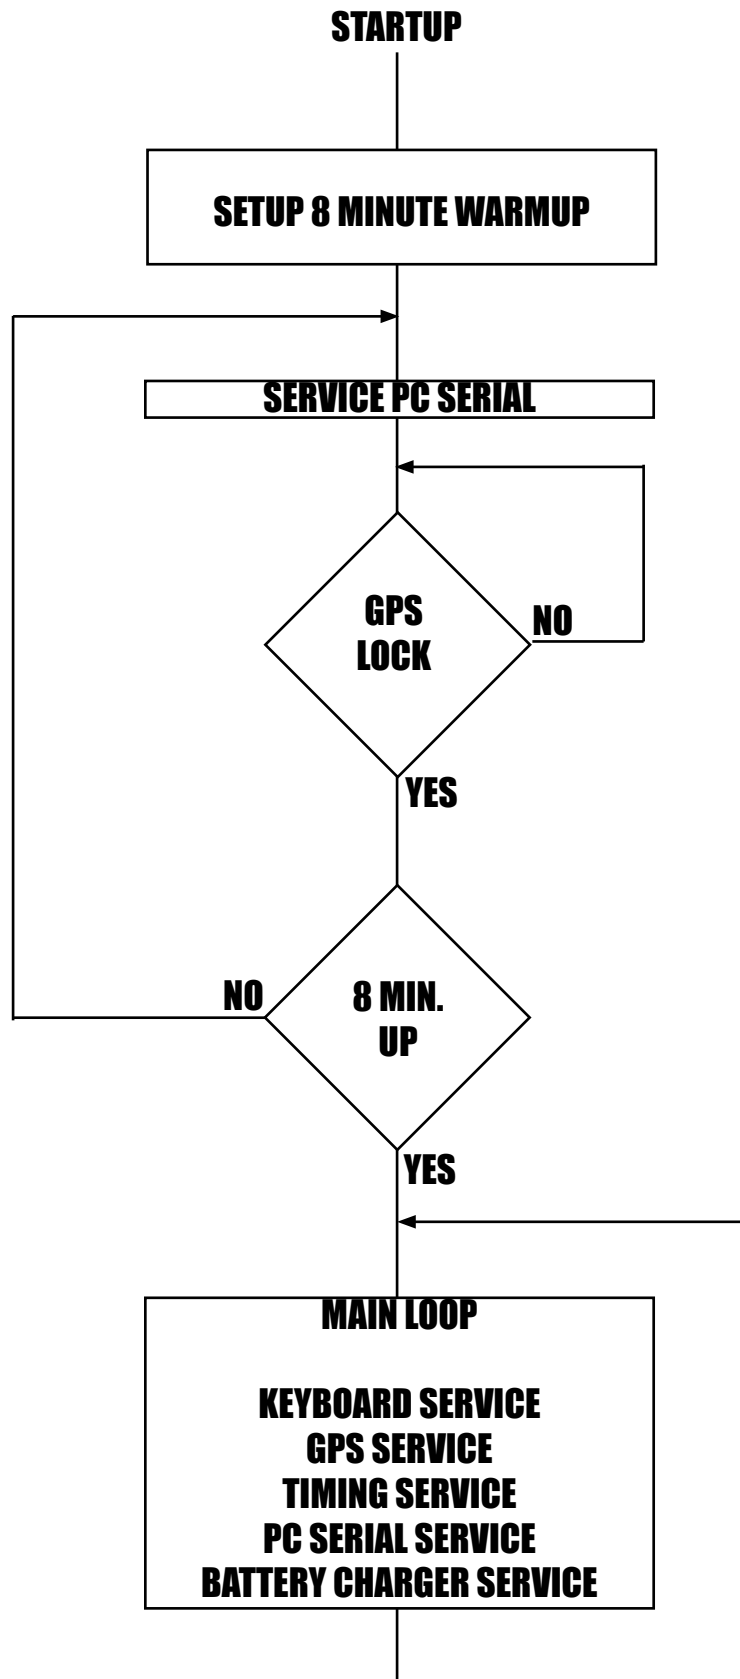 STARTUP
SETUP 8 MINUTE WARMUP
SERVICE PC SERIAL
GPS
LOCK
NO
YES
NO
8 MIN.
UP
YES
MAIN LOOP
KEYBOARD SERVICE
GPS SERVICE
TIMING SERVICE
PC SERIAL SERVICE
BATTERY CHARGER SERVICE